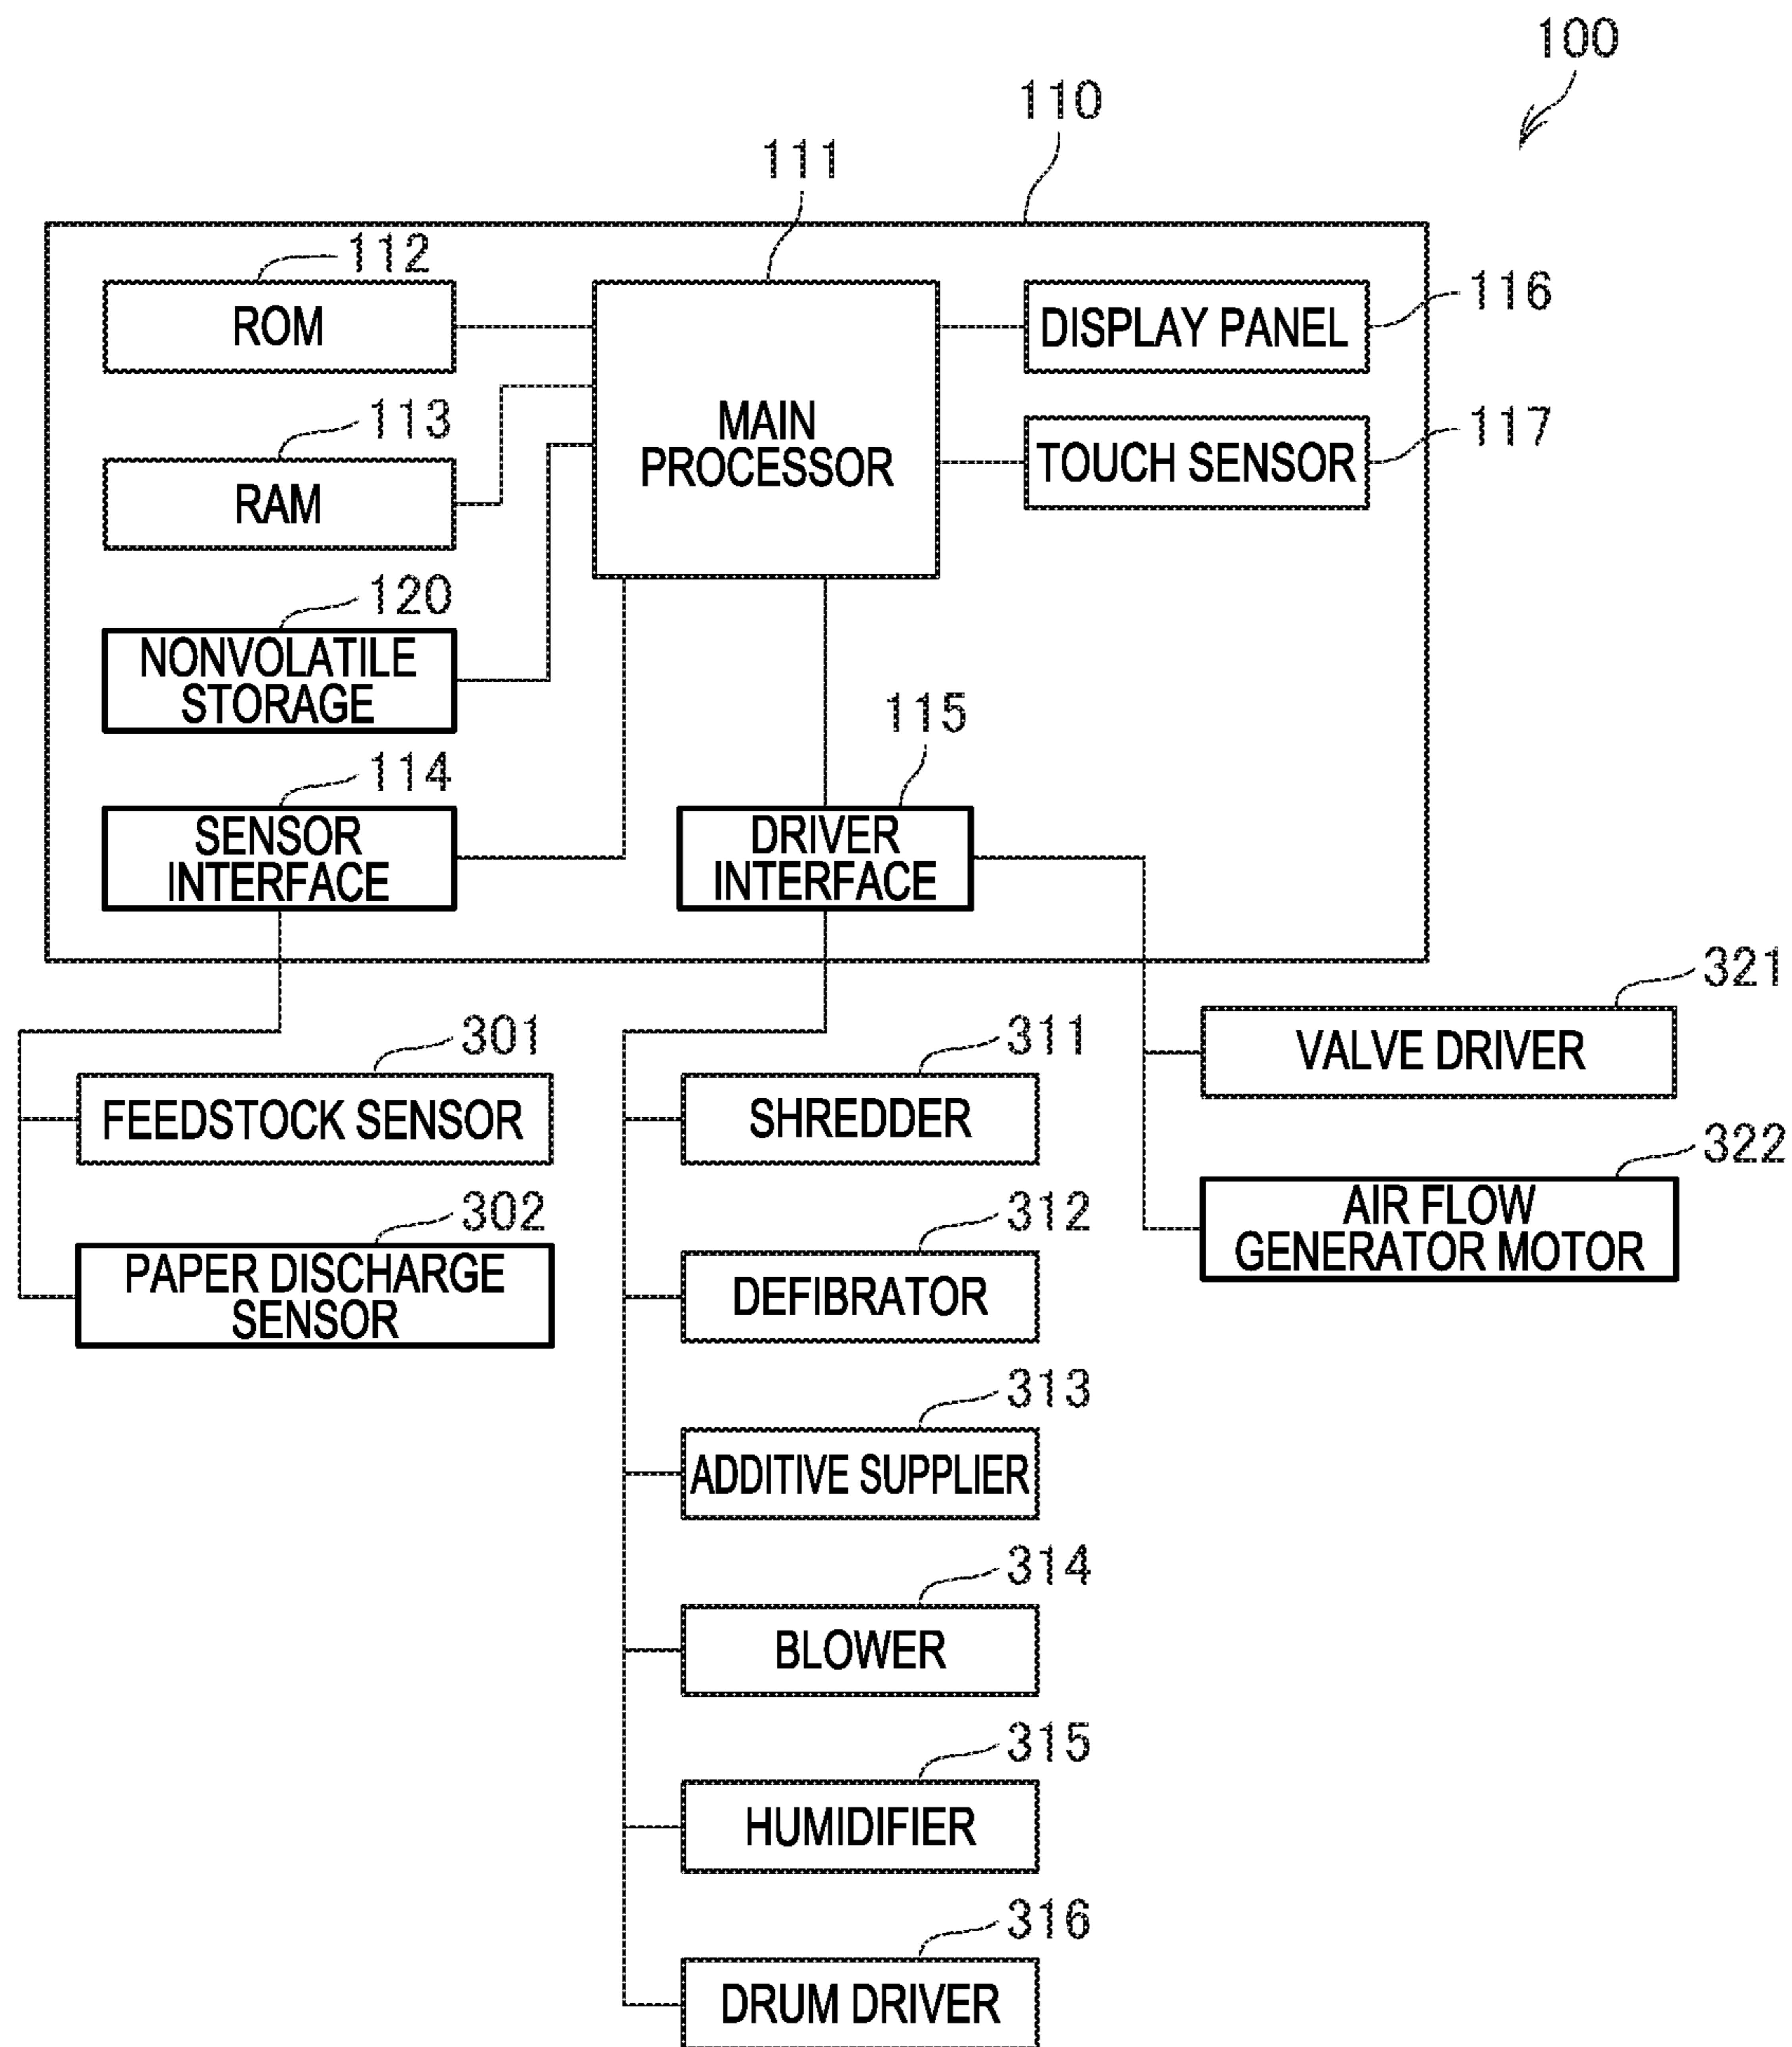 100
110
111
112
ROM
MAIN
PROCESSOR
DISPLAY PANEL
116
113
RAM
TOUCH SENSOR
117
120
NONVOLATILE
STORAGE
114
SENSOR
INTERFACE
115
DRIVER
INTERFACE
301
FEEDSTOCK SENSOR
302
PAPER DISCHARGE
SENSOR
311
SHREDDER
312
DEFIBRATOR
313
ADDITIVE SUPPLIER
314
BLOWER
315
HUMIDIFIER
316
DRUM DRIVER
321
VALVE DRIVER
322
AIR FLOW
GENERATOR MOTOR